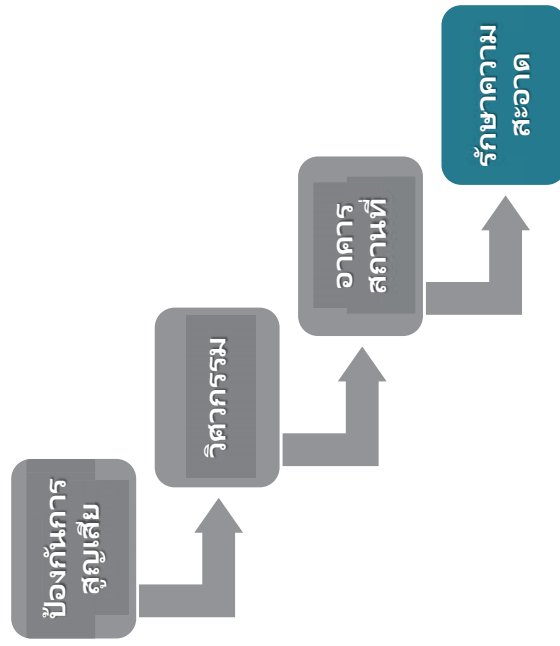 ป้องกันการ
สูญเสีย
วิศวกรรม
อาคาร
สถานที่
รักษาความ
สะอาด